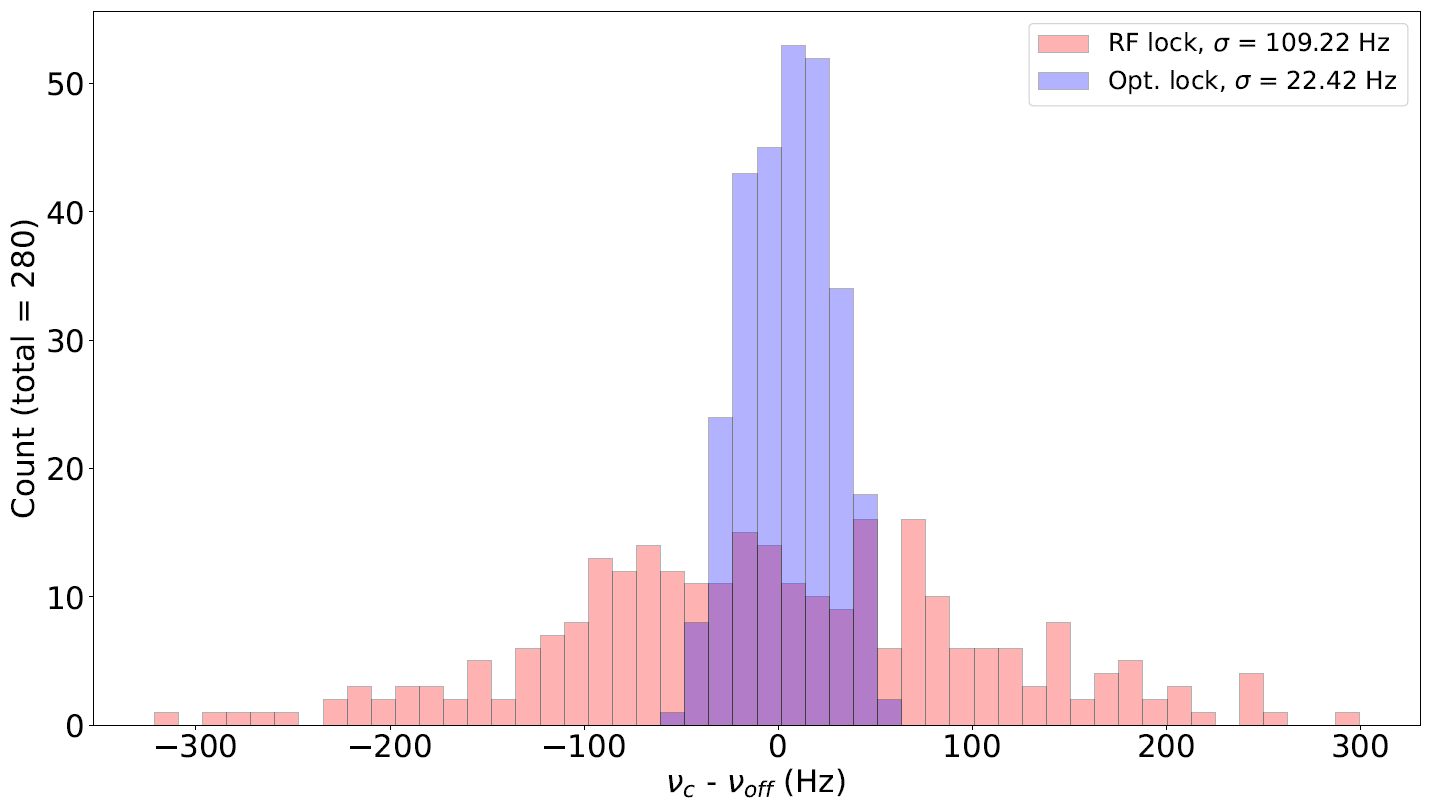 RF lock, σ = 109.22 Hz
Opt. lock, σ = 22.42 Hz
Count (total = 280)
50
40
30
20
10
0
−300 −200 −100 0 100 200 300
ν_c - ν_off (Hz)